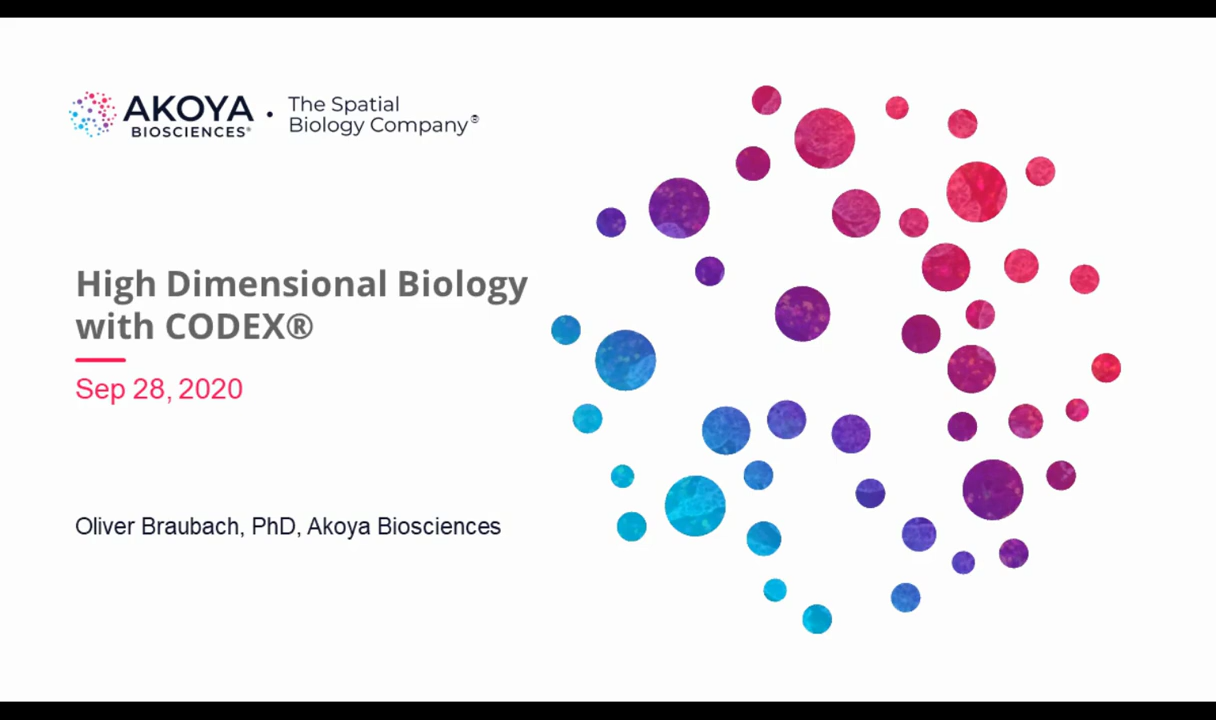 AKOYA
BIOSCIENCES®
The Spatial
Biology Company®
High Dimensional Biology
with CODEX®
Sep 28, 2020
Oliver Braubach, PhD, Akoya Biosciences